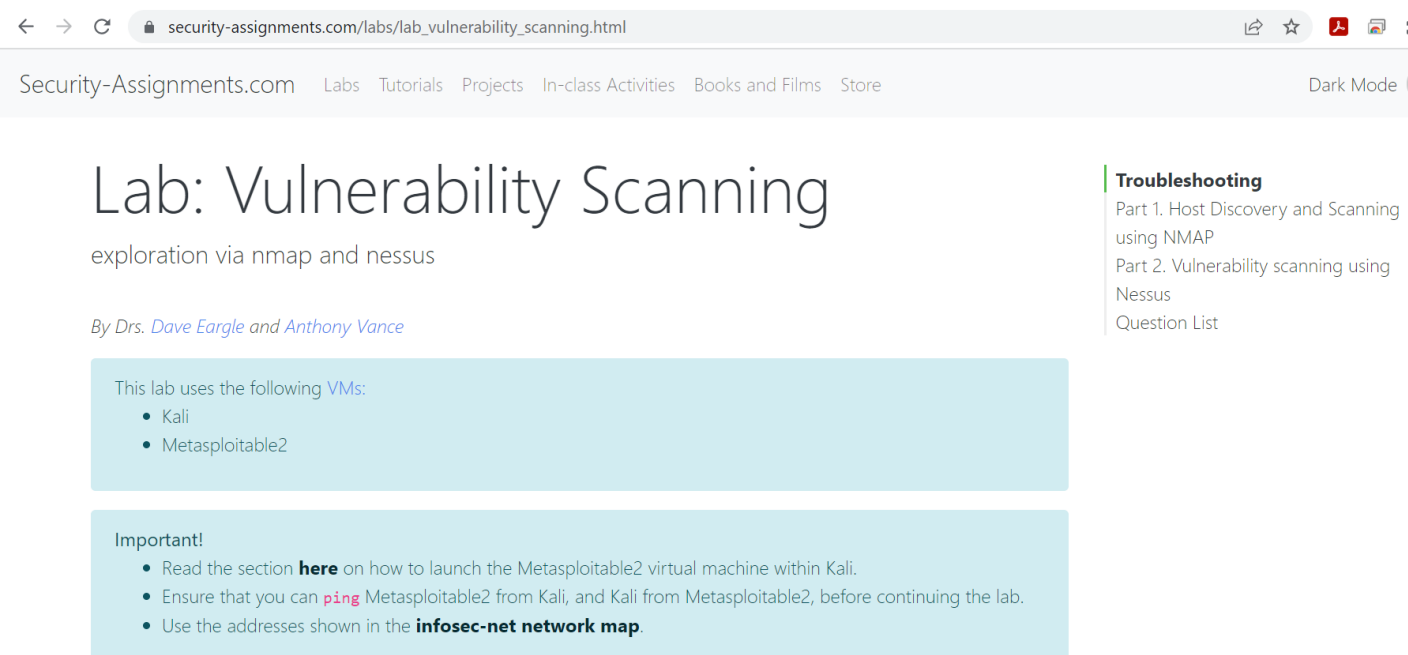 security-assignments.com/labs/lab_vulnerability_scanning.html
Security-Assignments.com Labs Tutorials Projects In-class Activities Books and Films Store Dark Mode
Lab: Vulnerability Scanning
exploration via nmap and nessus
By Drs. Dave Eargle and Anthony Vance
This lab uses the following VMs:
Kali
Metasploitable2
Important!
Read the section here on how to launch the Metasploitable2 virtual machine within Kali.
Ensure that you can ping Metasploitable2 from Kali, and Kali from Metasploitable2, before continuing the lab.
Use the addresses shown in the infosec-net network map.
Troubleshooting
Part 1. Host Discovery and Scanning
using NMAP
Part 2. Vulnerability scanning using
Nessus
Question List